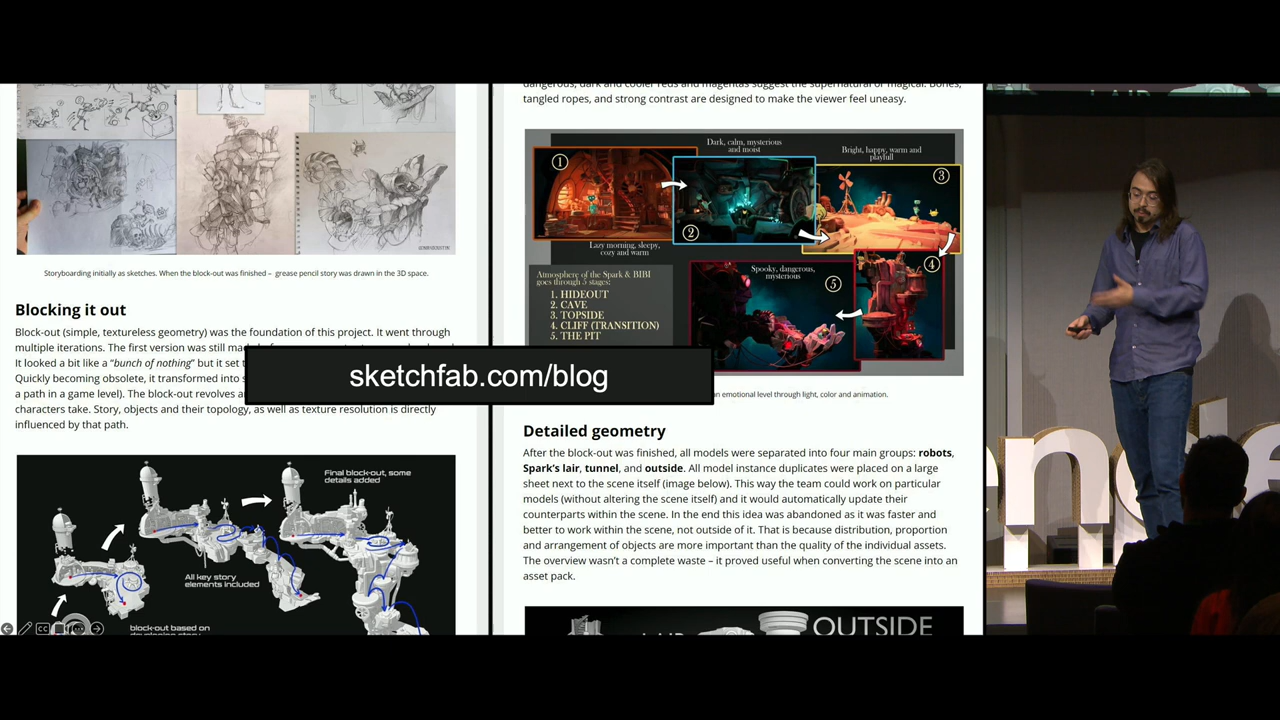 Storyboarding initially as sketches. When the block-out was finished – grease pencil story was drawn in the 3D space.
Blocking it out
Block-out (simple, textureless geometry) was the foundation of this project. It went through
multiple iterations. The first version was still
It looked a bit like a “bunch of nothing” but it set
Quickly becoming obsolete, it transformed into
a path in a game level). The block-out revolves
characters take. Story, objects and their topology, as well as texture resolution is directly
influenced by that path.
Final block-out, some
details added
All key story
elements included
block-out based on
sketchfab.com/blog
dangerous, dark and cooler reds and magentas suggest the supernatural or magical. Bones,
tangled ropes, and strong contrast are designed to make the viewer feel uneasy.
Dark, calm, mysterious
and moist
Bright, happy, warm and
playfull
1
2
3
4
5
Lazy morning, sleepy,
cozy and warm
Spooky, dangerous,
mysterious
Atmosphere of the Spark & BIBI
goes through 5 stages:
1. HIDEOUT
2. CAVE
3. TOPSIDE
4. CLIFF (TRANSITION)
5. THE PIT
an emotional level through light, color and animation.
Detailed geometry
After the block-out was finished, all models were separated into four main groups: robots,
Spark’s lair, tunnel, and outside. All model instance duplicates were placed on a large
sheet next to the scene itself (image below). This way the team could work on particular
models (without altering the scene itself) and it would automatically update their
counterparts within the scene. In the end this idea was abandoned as it was faster and
better to work within the scene, not outside of it. That is because distribution, proportion
and arrangement of objects are more important than the quality of the individual assets.
The overview wasn’t a complete waste – it proved useful when converting the scene into an
asset pack.
LAIR
OUTSIDE